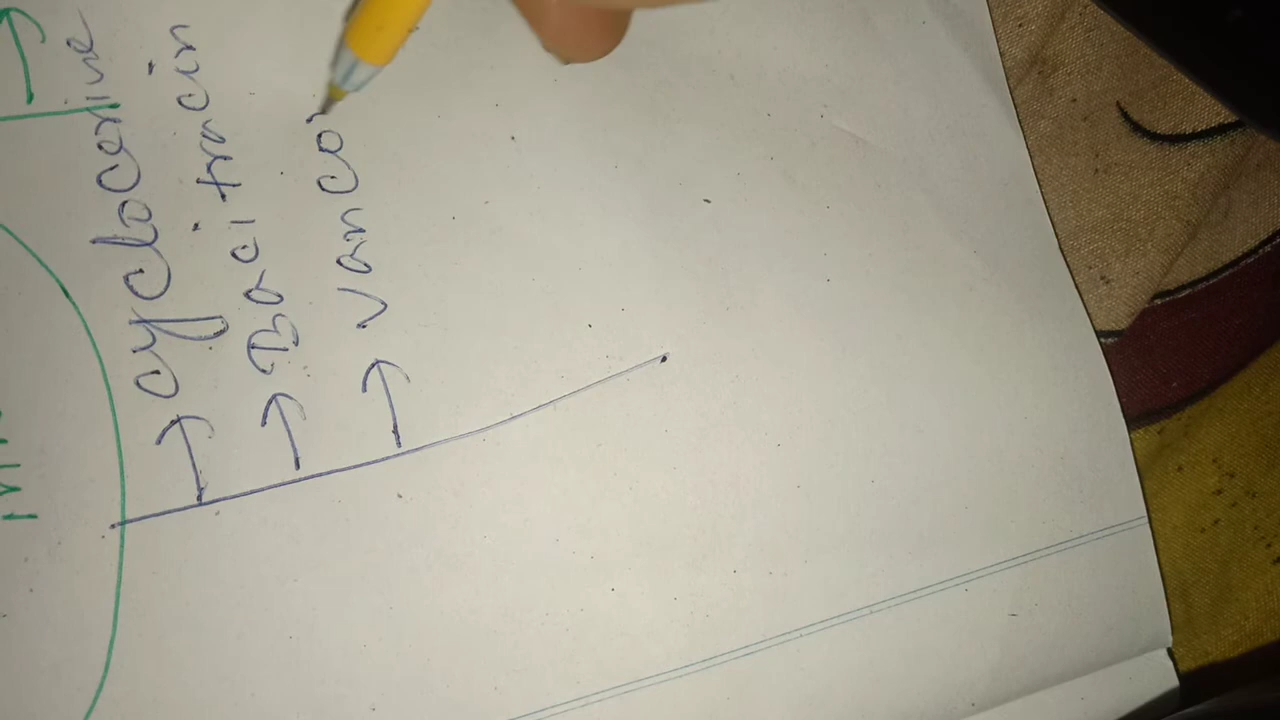 → cycloserine
→ Bacitracin
→ vanco